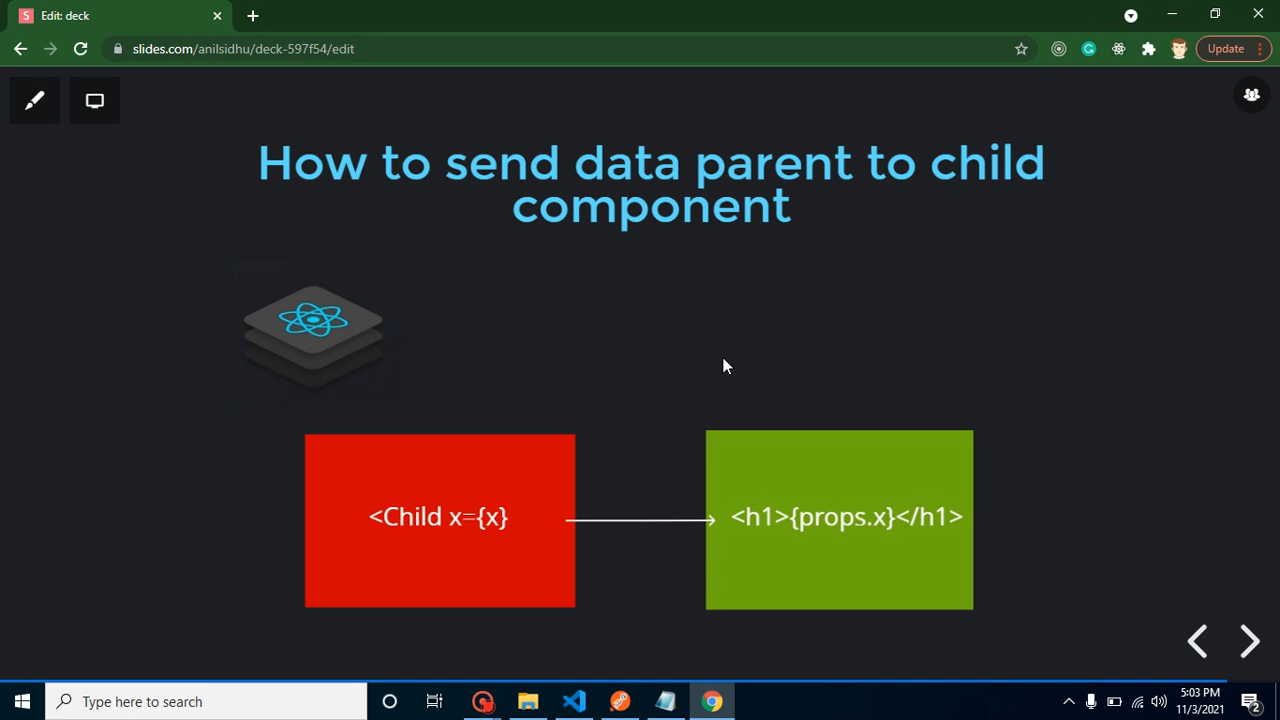 S Edit: deck
slides.com/anilsidhu/deck-597f54/edit
Update
How to send data parent to child
component
<Child x={x}
<h1>{props.x}</h1>
Type here to search
5:03 PM
11/3/2021
2